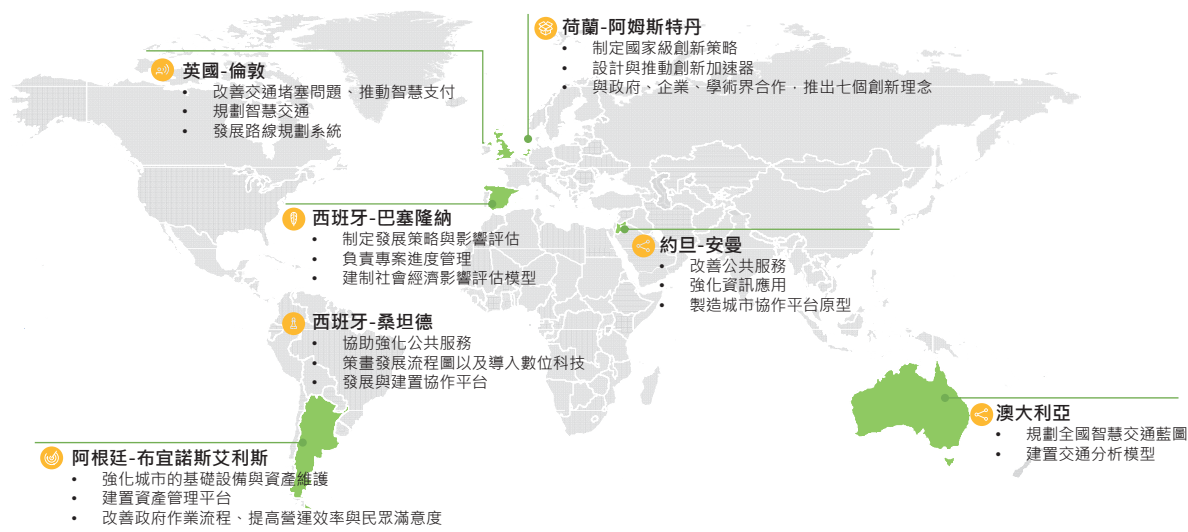 荷蘭-阿姆斯特丹
• 制定國家級創新策略
• 設計與推動創新加速器
• 與政府、企業、學術界合作，推出七個創新理念
英國-倫敦
• 改善交通堵塞問題、推動智慧支付
• 規劃智慧交通
• 發展路線規劃系統
西班牙-巴塞隆納
• 制定發展策略與影響評估
• 負責專案進度管理
• 建制社會經濟影響評估模型
約旦-安曼
• 改善公共服務
• 強化資訊應用
• 製造城市協作平台原型
西班牙-桑坦德
• 協助強化公共服務
• 策畫發展流程圖以及導入數位科技
• 發展與建置協作平台
澳大利亞
• 規劃全國智慧交通藍圖
• 建置交通分析模型
阿根廷-布宜諾斯艾利斯
• 強化城市的基礎設備與資產維護
• 建置資產管理平台
• 改善政府作業流程、提高營運效率與民眾滿意度